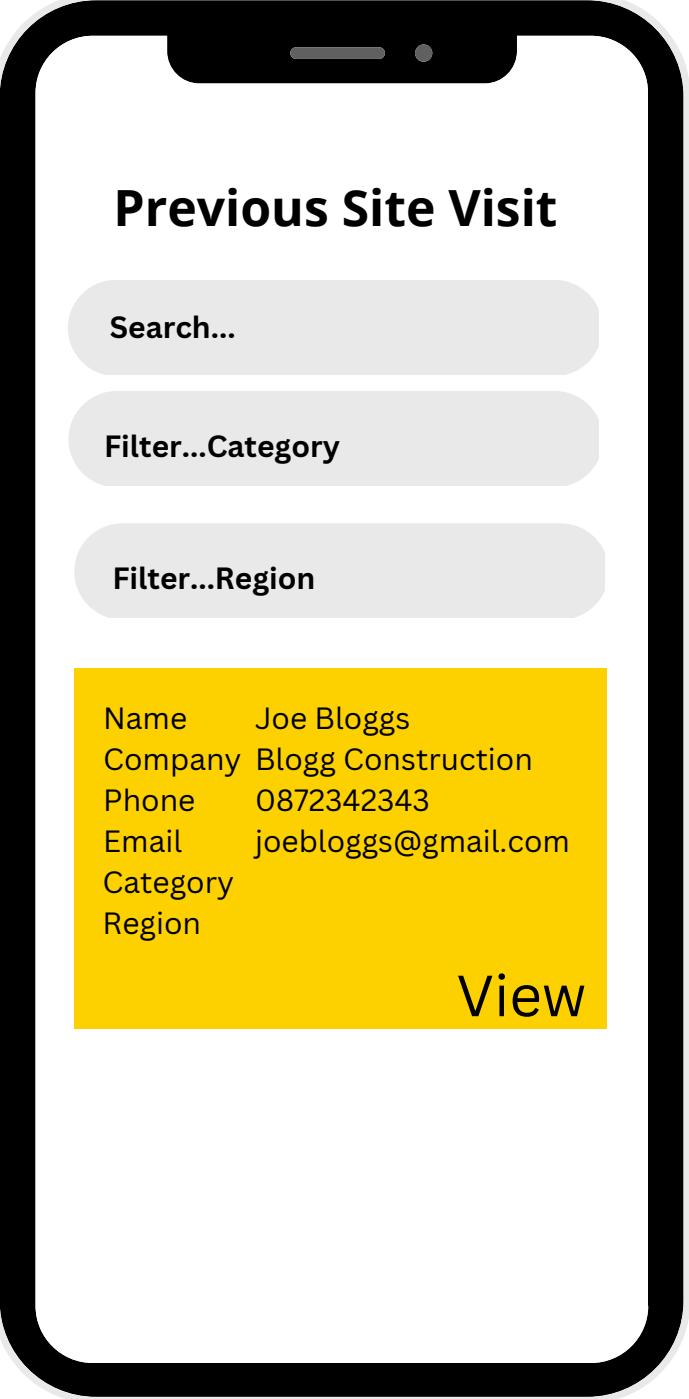 Previous Site Visit
Search...
Filter...Category
Filter...Region
Name Joe Bloggs
Company Blogg Construction
Phone 0872342343
Email joebloggs@gmail.com
Category
Region
View